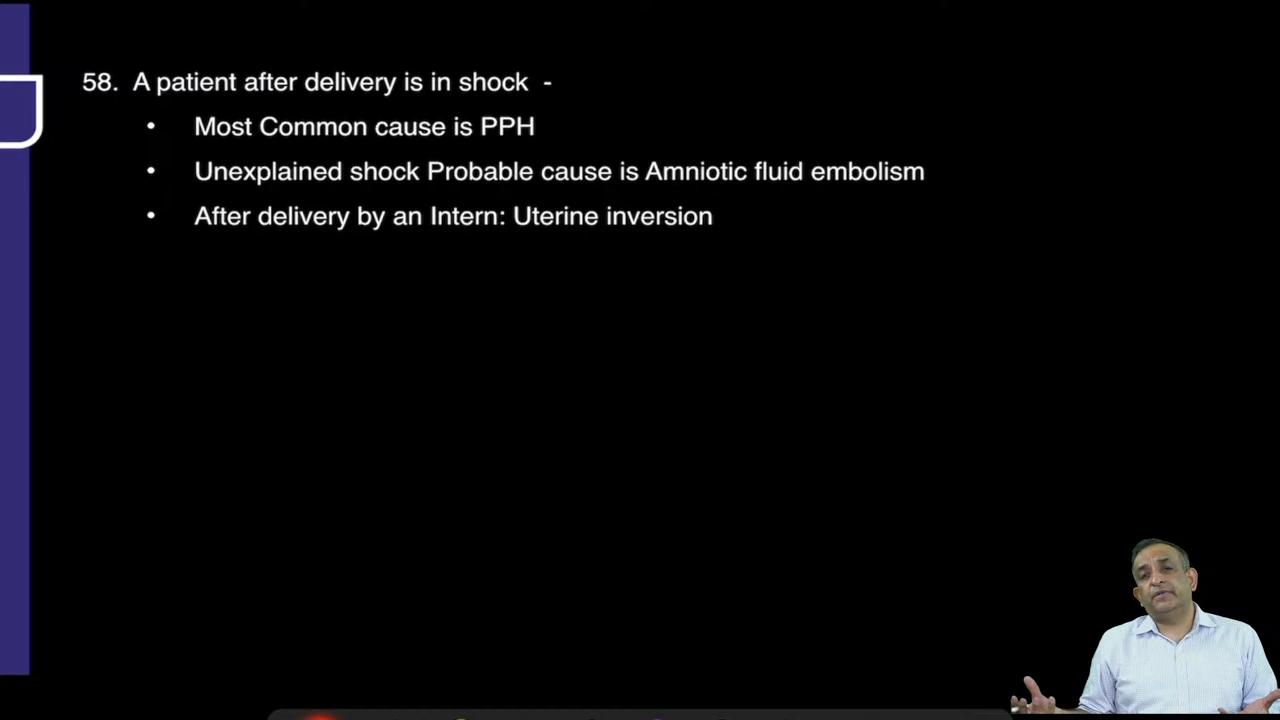 58. A patient after delivery is in shock -
• Most Common cause is PPH
• Unexplained shock Probable cause is Amniotic fluid embolism
• After delivery by an Intern: Uterine inversion